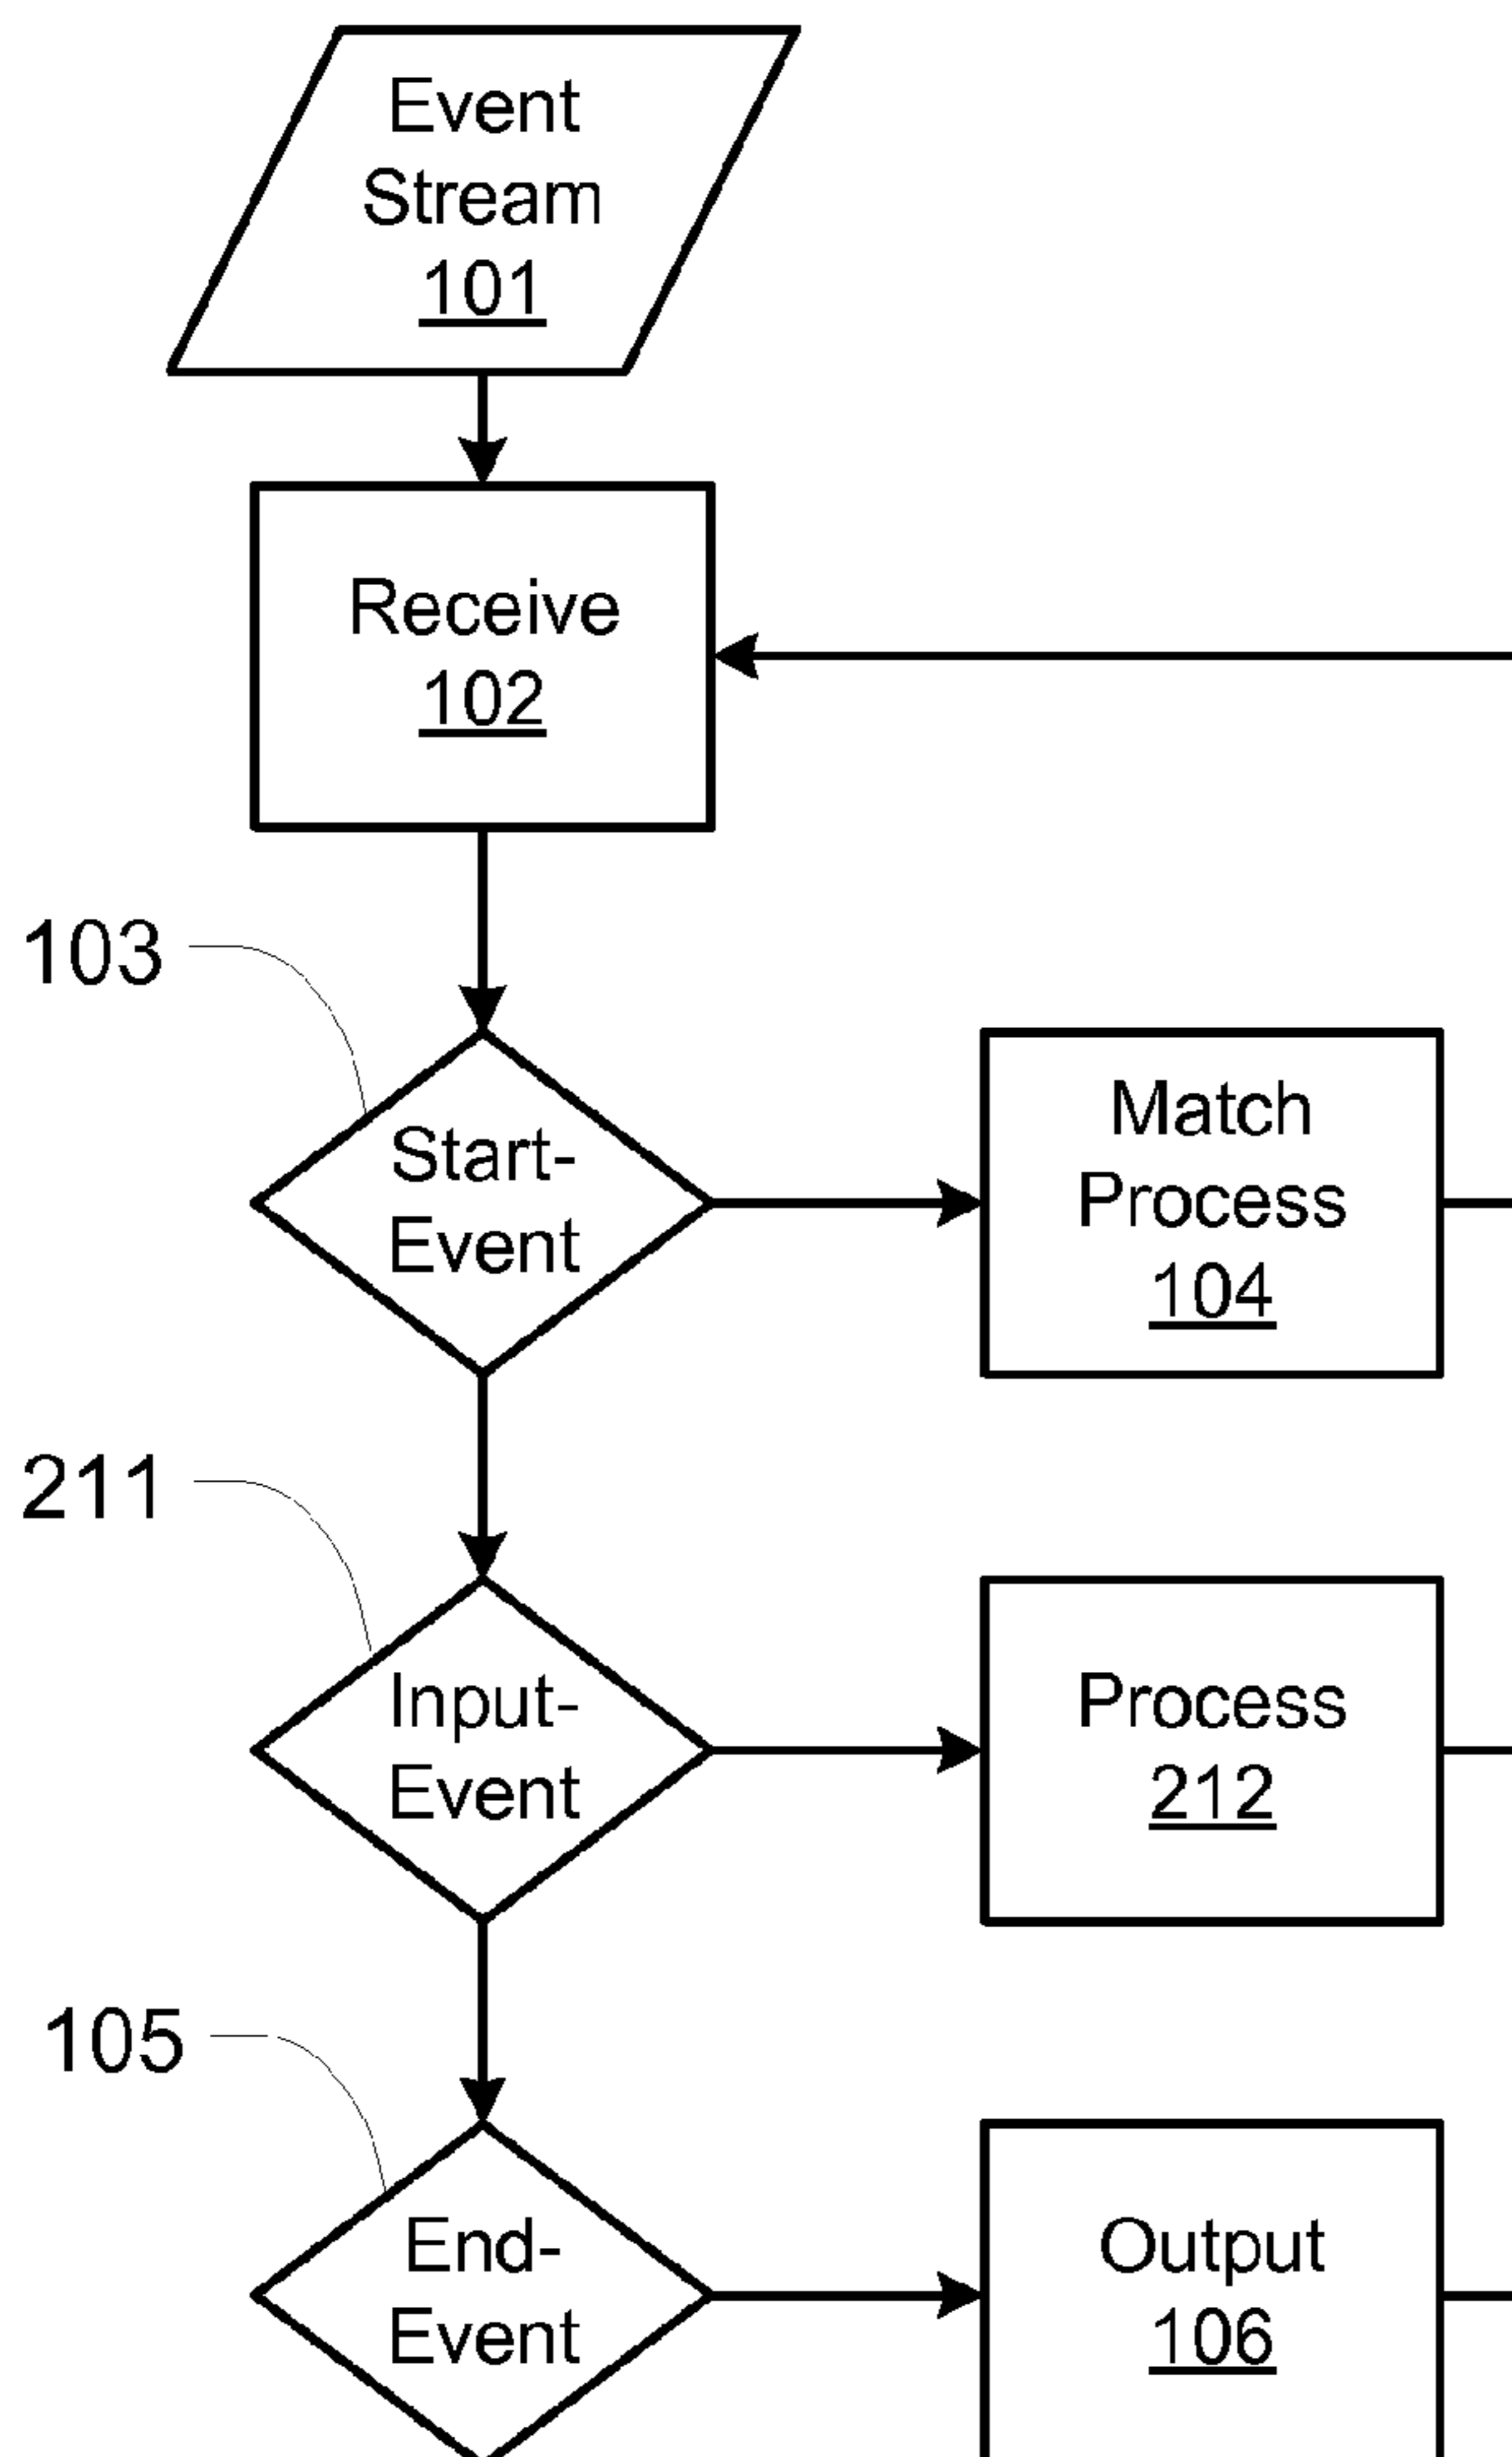 Event
Stream
101
Receive
102
103
Start-
Event
Match
Process
104
211
Input-
Event
Process
212
105
End-
Event
Output
106